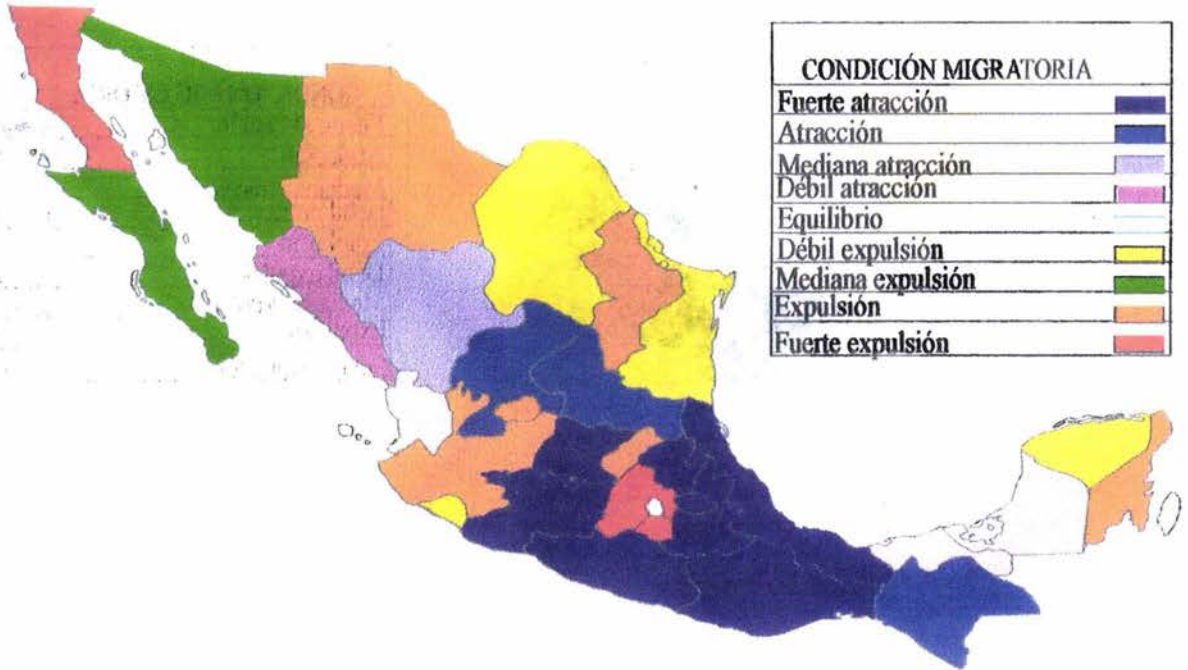 CONDICIÓN MIGRATORIA
Fuerte atracción
Atracción
Mediana atracción
Débil atracción
Equilibrio
Débil expulsión
Mediana expulsión
Expulsión
Fuerte expulsión